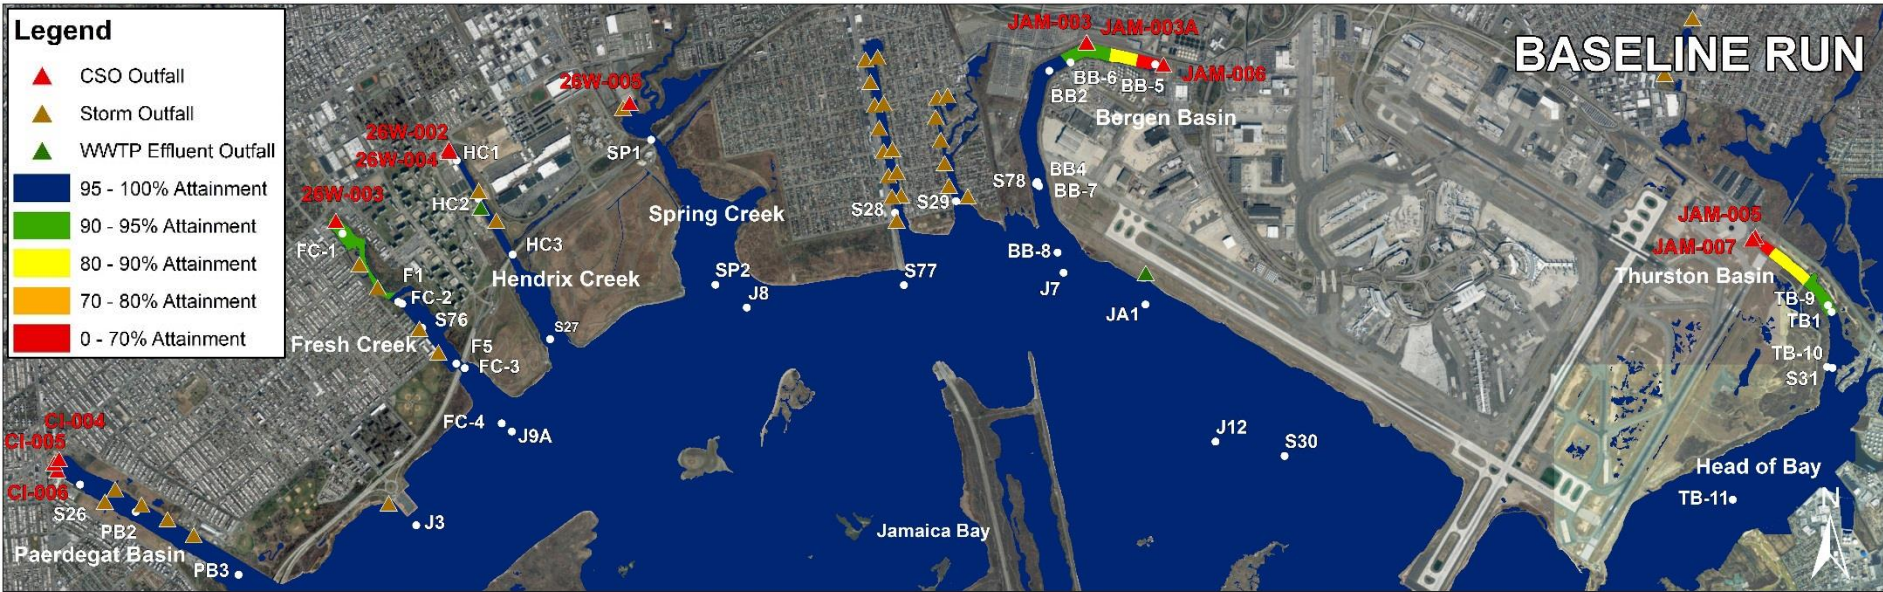 Legend
CSO Outfall
Storm Outfall
WWTP Effluent Outfall
95 - 100% Attainment
90 - 95% Attainment
80 - 90% Attainment
70 - 80% Attainment
0 - 70% Attainment
BASELINE RUN
JAM-003
JAM-003A
JAM-006
BB-6
BB-5
BB2
Bergen Basin
26W-005
26W-002
26W-004
HC1
SP1
HC2
26W-003
FC-1
HC3
Hendrix Creek
Spring Creek
S28
S29
S78
BB4
BB-7
BB-8
J7
JA1
SP2
J8
S77
JAM-005
JAM-007
Thurston Basin
TB-9
TB1
TB-10
S31
F1
FC-2
S76
Fresh Creek
F5
FC-3
S27
FC-4
J9A
J12
S30
CI-004
CI-005
CI-006
S26
PB2
Paerdegat Basin
PB3
J3
Jamaica Bay
Head of Bay
TB-11
N